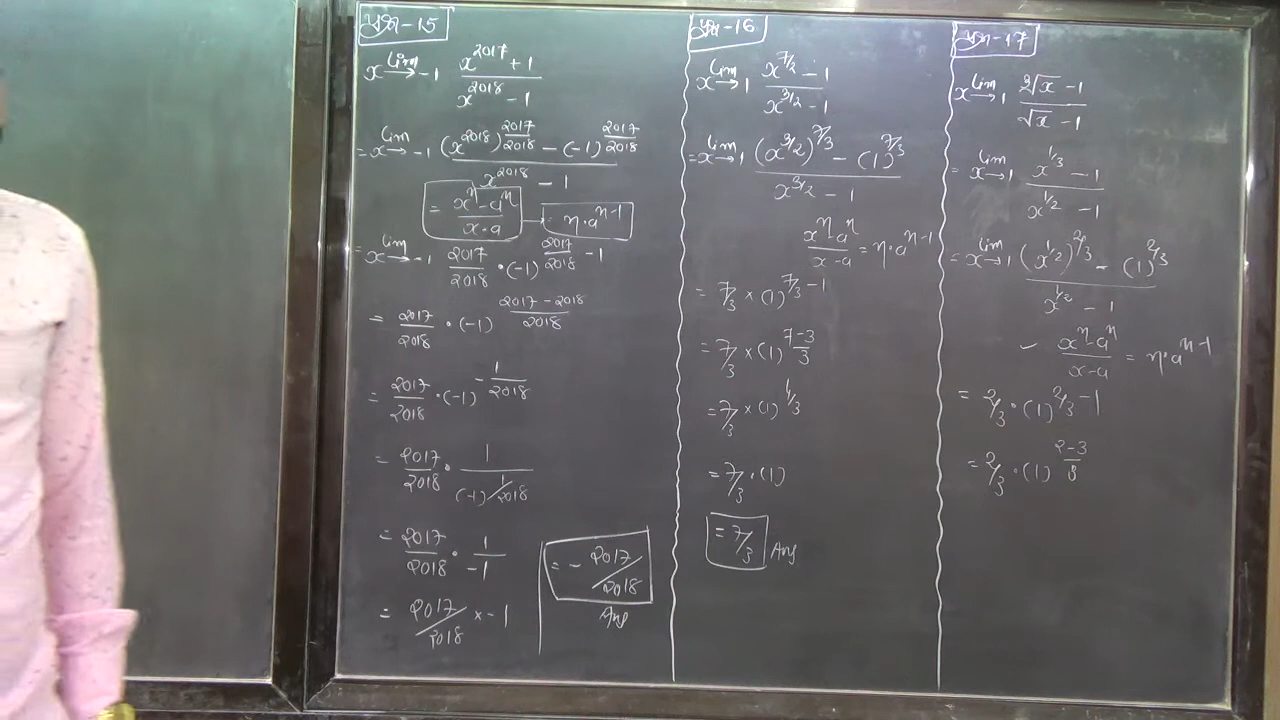 प्रश्न-15
lim x→-1 (x^2017 + 1)/(x^2018 - 1)
= lim x→-1 ((x^2018)^(2017/2018) - (-1)^(2017/2018))/(x^2018 - 1)
= (x^n - a^n)/(x-a) = n·a^(n-1)
= lim x→-1 2017/2018 · (-1)^(2017/2018 - 1)
= 2017/2018 · (-1)^((2017-2018)/2018)
= 2017/2018 · (-1)^(-1/2018)
= 2017/2018 · 1/(-1)^(1/2018)
= 2017/2018 · 1/-1
= 2017/2018 × -1
= - 2017/2018
Ans
प्रश्न-16
lim x→1 (x^(7/2) - 1)/(x^(3/2) - 1)
= lim x→1 ((x^(3/2))^(7/3) - (1)^(7/3))/(x^(3/2) - 1)
(x^n - a^n)/(x-a) = n·a^(n-1)
= 7/3 × (1)^(7/3 - 1)
= 7/3 × (1)^((7-3)/3)
= 7/3 × (1)^(1/3)
= 7/3 · (1)
= 7/3 Ans
प्रश्न-17
lim x→1 (∛x - 1)/(√x - 1)
= lim x→1 (x^(1/3) - 1)/(x^(1/2) - 1)
= lim x→1 ((x^(1/2))^(2/3) - (1)^(2/3))/(x^(1/2) - 1)
(x^n - a^n)/(x-a) = n·a^(n-1)
= 2/3 · (1)^(2/3 - 1)
= 2/3 · (1)^((2-3)/3)